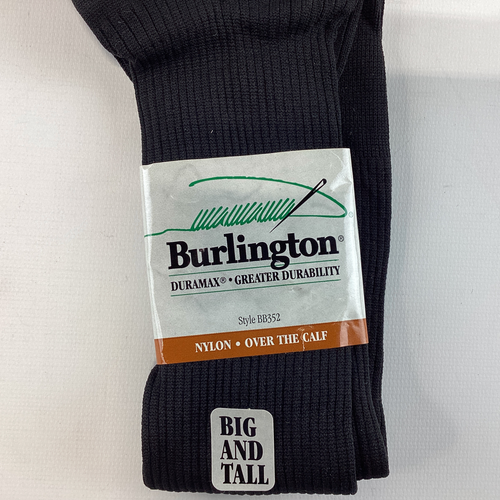 Burlington®
DURAMAX® • GREATER DURABILITY
Style BB352
NYLON • OVER THE CALF
BIG
AND
TALL